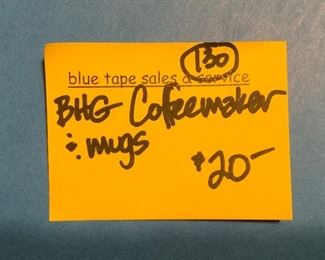 130
blue tape sales & service
BHG Coffeemaker
& mugs
$20-